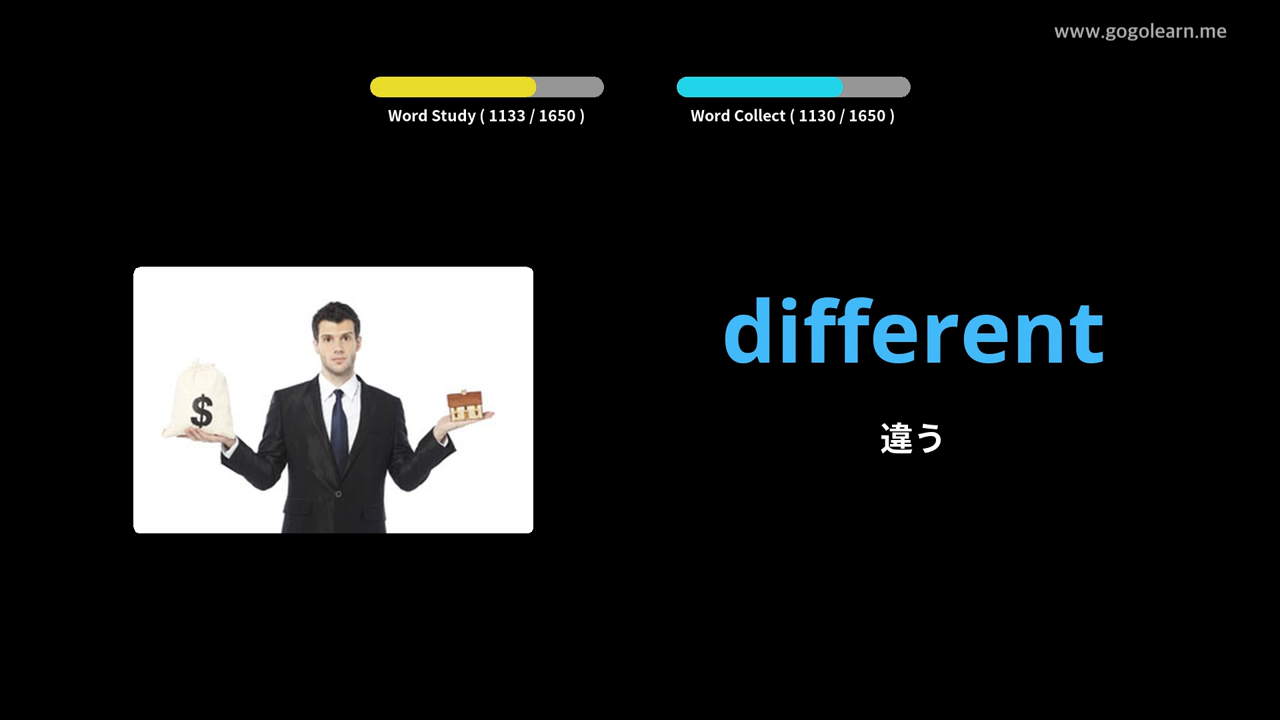 www.gogolearn.me
Word Study ( 1133 / 1650 )
Word Collect ( 1130 / 1650 )
$
different
違う